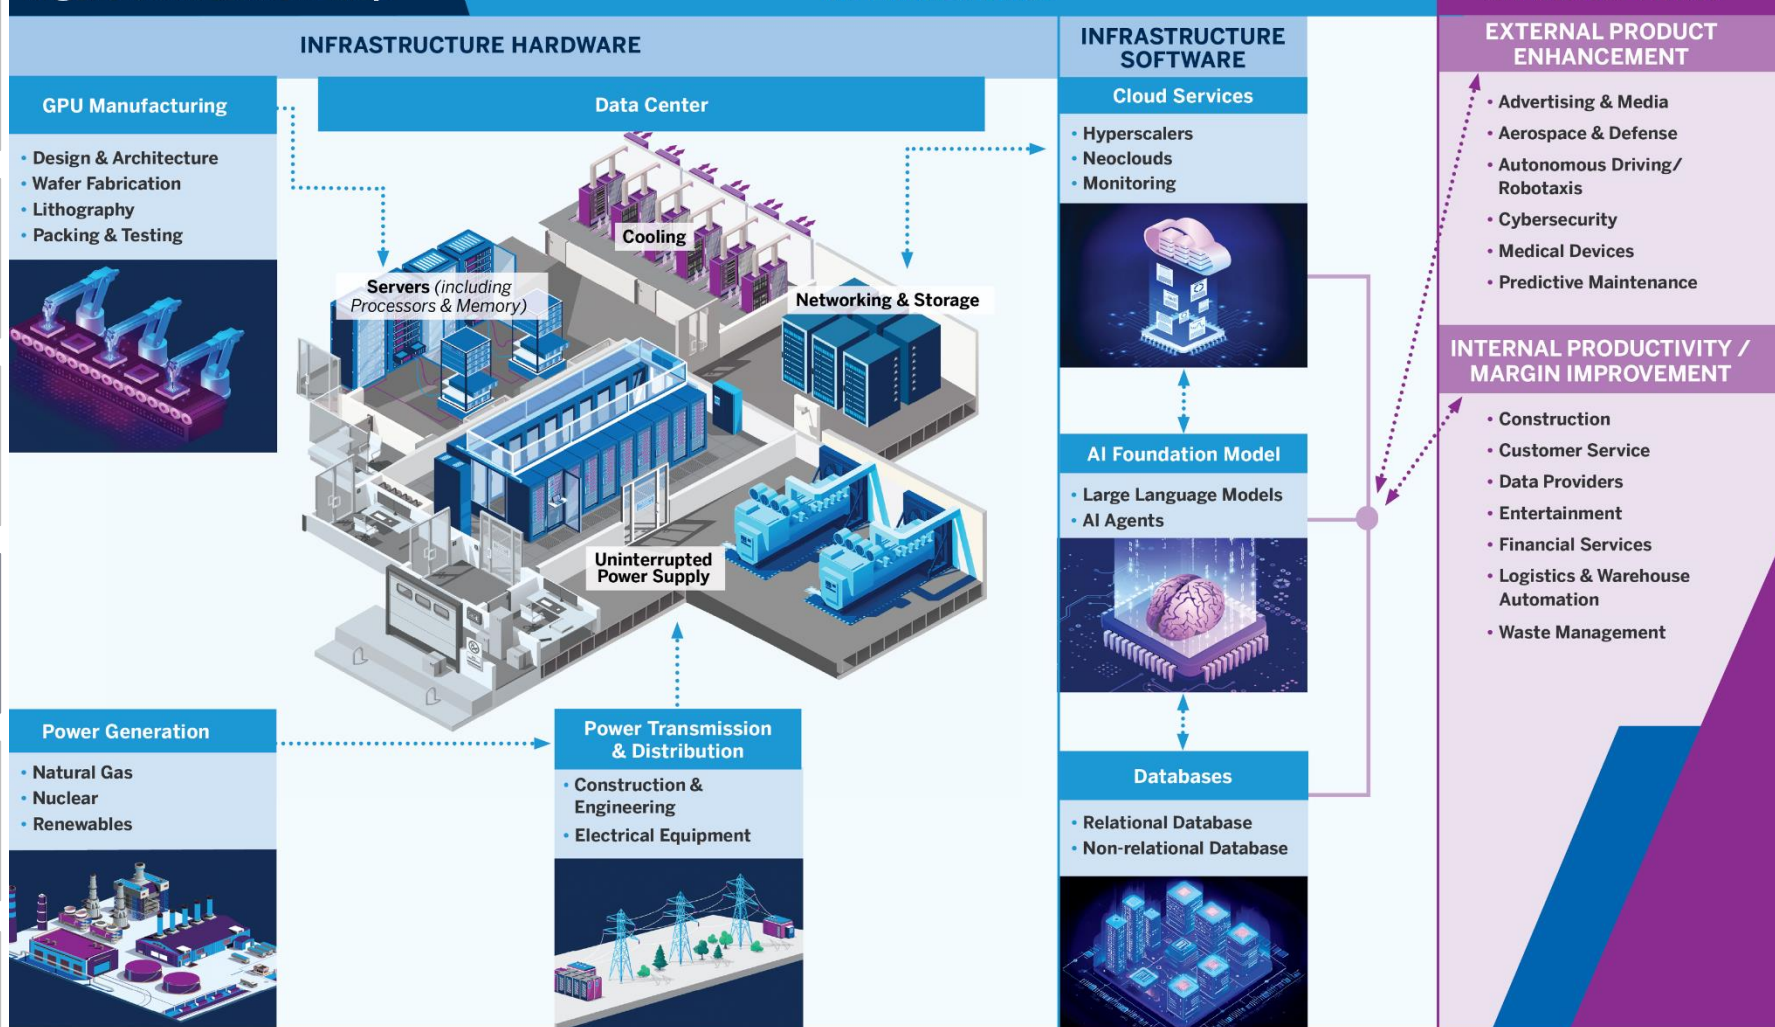 INFRASTRUCTURE HARDWARE
GPU Manufacturing
• Design & Architecture
• Wafer Fabrication
• Lithography
• Packing & Testing
Data Center
Cooling
Servers (including
Processors & Memory)
Networking & Storage
Uninterrupted
Power Supply
Power Generation
• Natural Gas
• Nuclear
• Renewables
Power Transmission
& Distribution
• Construction &
Engineering
• Electrical Equipment
INFRASTRUCTURE
SOFTWARE
Cloud Services
• Hyperscalers
• Neoclouds
• Monitoring
AI Foundation Model
• Large Language Models
• AI Agents
Databases
• Relational Database
• Non-relational Database
EXTERNAL PRODUCT
ENHANCEMENT
• Advertising & Media
• Aerospace & Defense
• Autonomous Driving/
Robotaxis
• Cybersecurity
• Medical Devices
• Predictive Maintenance
INTERNAL PRODUCTIVITY /
MARGIN IMPROVEMENT
• Construction
• Customer Service
• Data Providers
• Entertainment
• Financial Services
• Logistics & Warehouse
Automation
• Waste Management